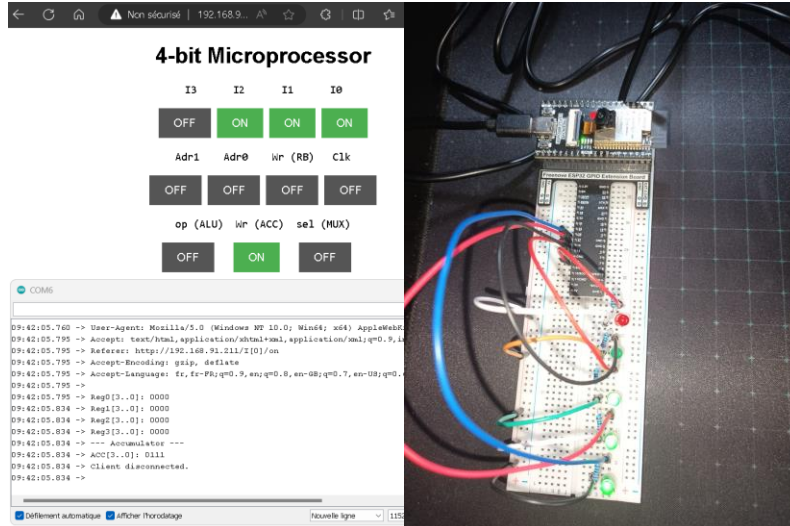 Non sécurisé | 192.168.9...
4-bit Microprocessor
I3 I2 I1 I0
OFF ON ON ON
Adr1 Adr0 Wr (RB) Clk
OFF OFF OFF OFF
op (ALU) Wr (ACC) sel (MUX)
OFF ON OFF
COM6
09:42:05.760 -> User-Agent: Mozilla/5.0 (Windows NT 10.0; Win64; x64) AppleWebK
09:42:05.795 -> Accept: text/html,application/xhtml+xml,application/xml;q=0.9,i
09:42:05.795 -> Referer: http://192.168.91.211/I[0]/on
09:42:05.795 -> Accept-Encoding: gzip, deflate
09:42:05.795 -> Accept-Language: fr,fr-FR;q=0.9,en;q=0.8,en-GB;q=0.7,en-US;q=0.
09:42:05.795 ->
09:42:05.795 -> Reg0[3..0]: 0000
09:42:05.834 -> Reg1[3..0]: 0000
09:42:05.834 -> Reg2[3..0]: 0000
09:42:05.834 -> Reg3[3..0]: 0000
09:42:05.834 -> --- Accumulator ---
09:42:05.834 -> ACC[3..0]: 0111
09:42:05.834 -> Client disconnected.
09:42:05.834 ->
Défilement automatique Afficher l'horodatage Nouvelle ligne 1152
Freenove ESP32 GPIO Extension Board